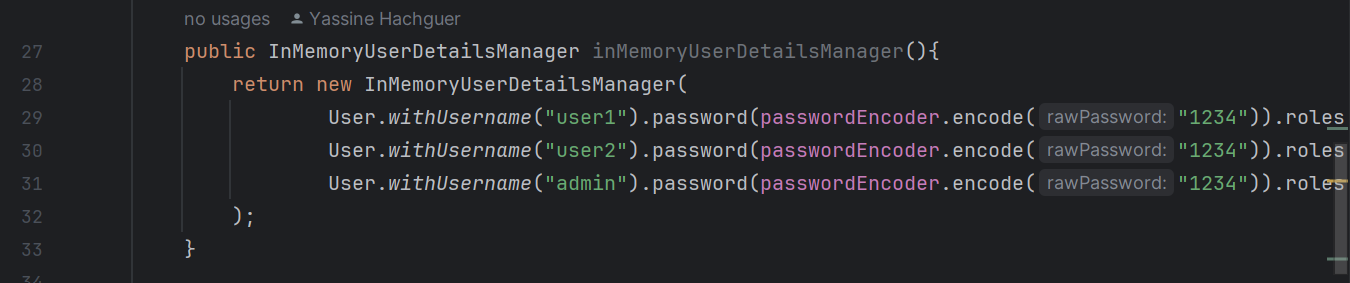 no usages Yassine Hachguer
27 public InMemoryUserDetailsManager inMemoryUserDetailsManager(){
28 return new InMemoryUserDetailsManager(
29 User.withUsername("user1").password(passwordEncoder.encode( rawPassword: "1234")).roles
30 User.withUsername("user2").password(passwordEncoder.encode( rawPassword: "1234")).roles
31 User.withUsername("admin").password(passwordEncoder.encode( rawPassword: "1234")).roles
32 );
33 }
34